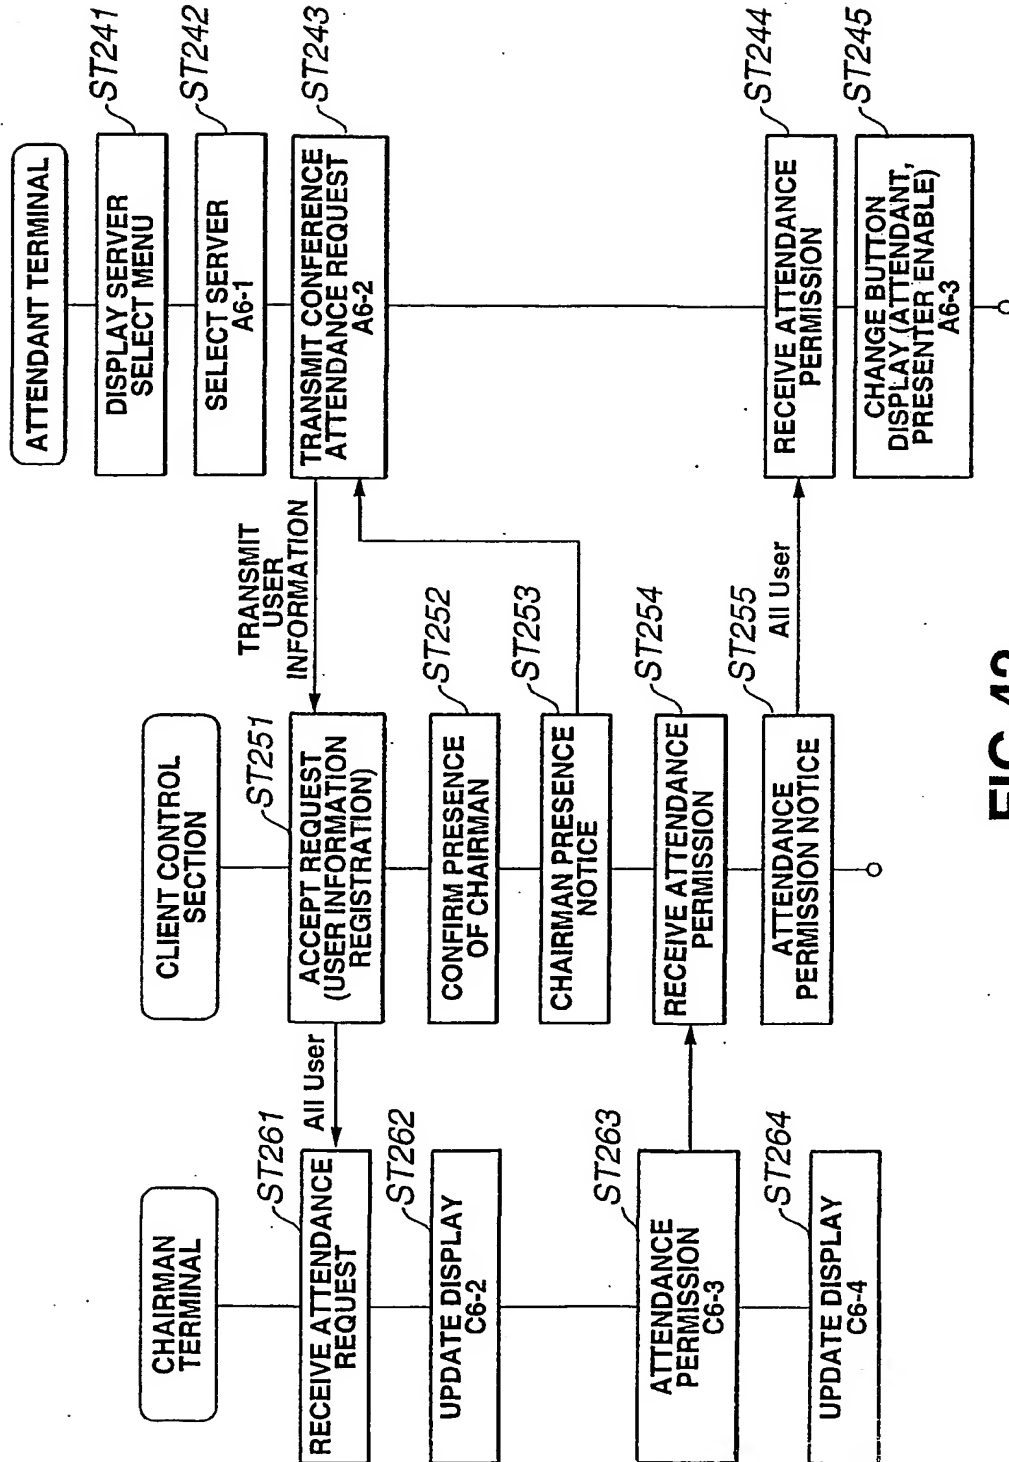 CHAIRMAN
TERMINAL
RECEIVE ATTENDANCE
REQUEST
ST261
UPDATE DISPLAY
C6-2
ST262
ATTENDANCE
PERMISSION
C6-3
ST263
UPDATE DISPLAY
C6-4
ST264
All User
CLIENT CONTROL
SECTION
ACCEPT REQUEST
(USER INFORMATION
REGISTRATION)
ST251
CONFIRM PRESENCE
OF CHAIRMAN
ST252
CHAIRMAN PRESENCE
NOTICE
ST253
RECEIVE ATTENDANCE
PERMISSION
ST254
ATTENDANCE
PERMISSION NOTICE
ST255
TRANSMIT
USER
INFORMATION
All User
ATTENDANT TERMINAL
DISPLAY SERVER
SELECT MENU
ST241
SELECT SERVER
A6-1
ST242
TRANSMIT CONFERENCE
ATTENDANCE REQUEST
A6-2
ST243
RECEIVE ATTENDANCE
PERMISSION
ST244
CHANGE BUTTON
DISPLAY (ATTENDANT,
PRESENTER ENABLE)
A6-3
ST245